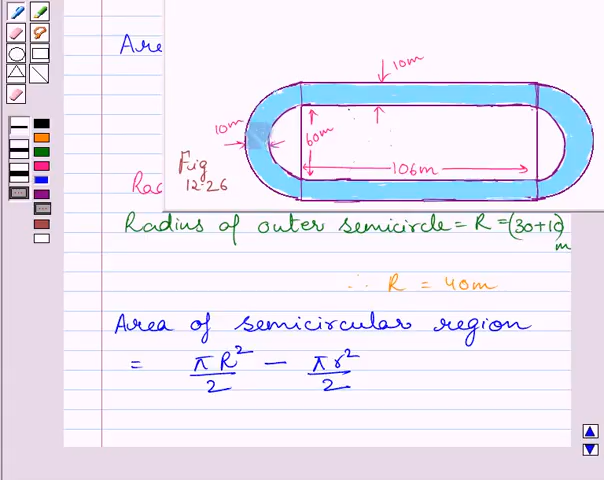 Are
10m
10m
60m
106m
Fig
12.26
Rad
Radius of outer semicircle = R = (30+10)
m
∴ R = 40m
Area of semicircular region
= πR²/2 − πr²/2